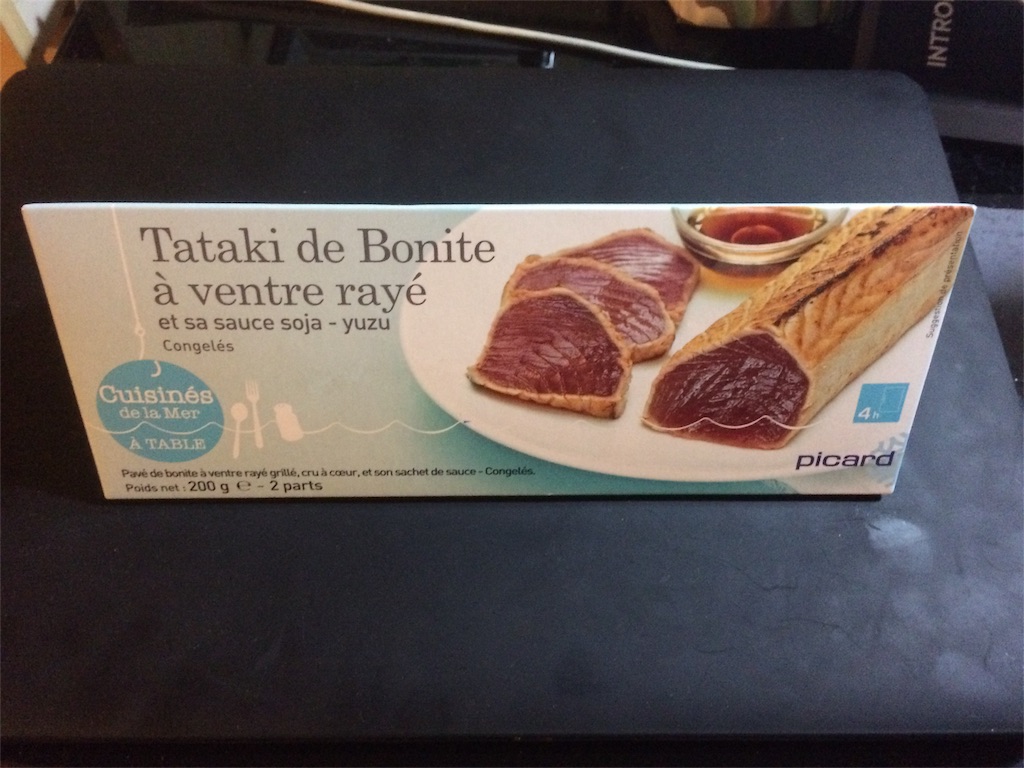 INTRO
Tataki de Bonite
à ventre rayé
et sa sauce soja - yuzu
Congelés
Cuisinés
de la Mer
À TABLE
Pavé de bonite à ventre rayé grillé, cru à cœur, et son sachet de sauce - Congelés.
Poids net : 200 g e - 2 parts
Suggestion de présentation
4h
picard